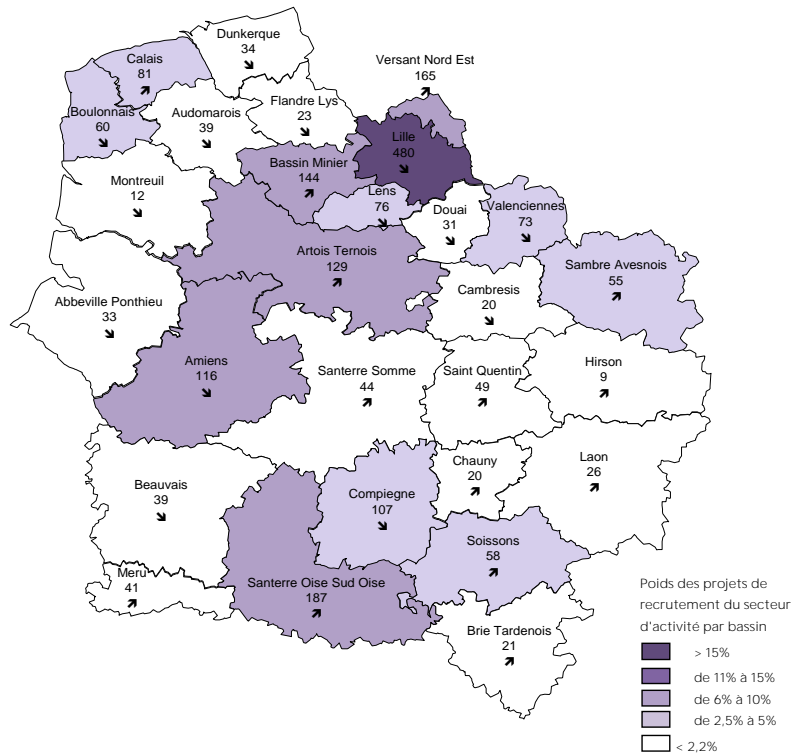 Dunkerque
34
Calais
81
Versant Nord Est
165
Boulonnais
60
Audomarois
39
Flandre Lys
23
Lille
480
Bassin Minier
144
Montreuil
12
Lens
76
Douai
31
Valenciennes
73
Artois Ternois
129
Sambre Avesnois
55
Abbeville Ponthieu
33
Cambresis
20
Amiens
116
Santerre Somme
44
Saint Quentin
49
Hirson
9
Beauvais
39
Compiegne
107
Chauny
20
Laon
26
Soissons
58
Meru
41
Santerre Oise Sud Oise
187
Brie Tardenois
21
Poids des projets de
recrutement du secteur
d'activité par bassin
> 15%
de 11% à 15%
de 6% à 10%
de 2,5% à 5%
< 2,2%